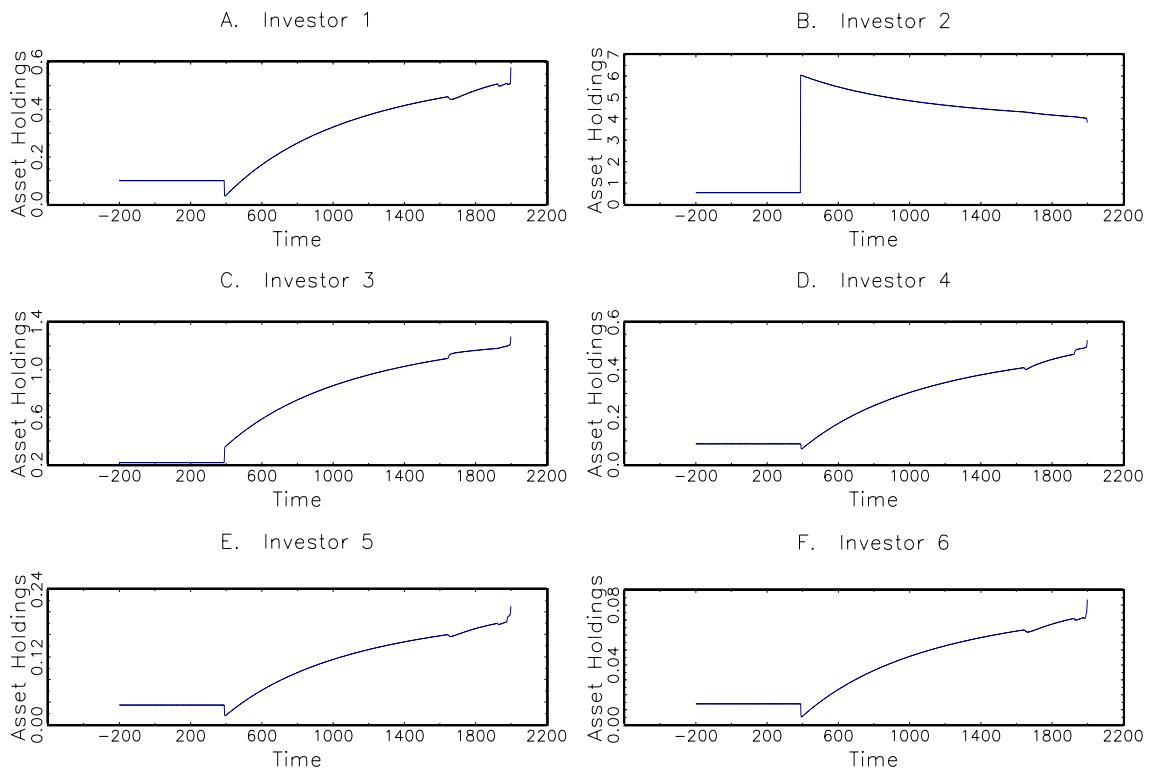 A. Investor 1
B. Investor 2
Asset Holdings
0.0 0.2 0.4 0.6
-200 200 600 1000 1400 1800 2200
Time
Asset Holdings
0 1 2 3 4 5 6 7
-200 200 600 1000 1400 1800 2200
Time
C. Investor 3
D. Investor 4
Asset Holdings
0.2 0.6 1.0 1.4
-200 200 600 1000 1400 1800 2200
Time
Asset Holdings
0.0 0.2 0.4 0.6
-200 200 600 1000 1400 1800 2200
Time
E. Investor 5
F. Investor 6
Asset Holdings
0.00 0.12 0.24
-200 200 600 1000 1400 1800 2200
Time
Asset Holdings
0.00 0.04 0.08
-200 200 600 1000 1400 1800 2200
Time